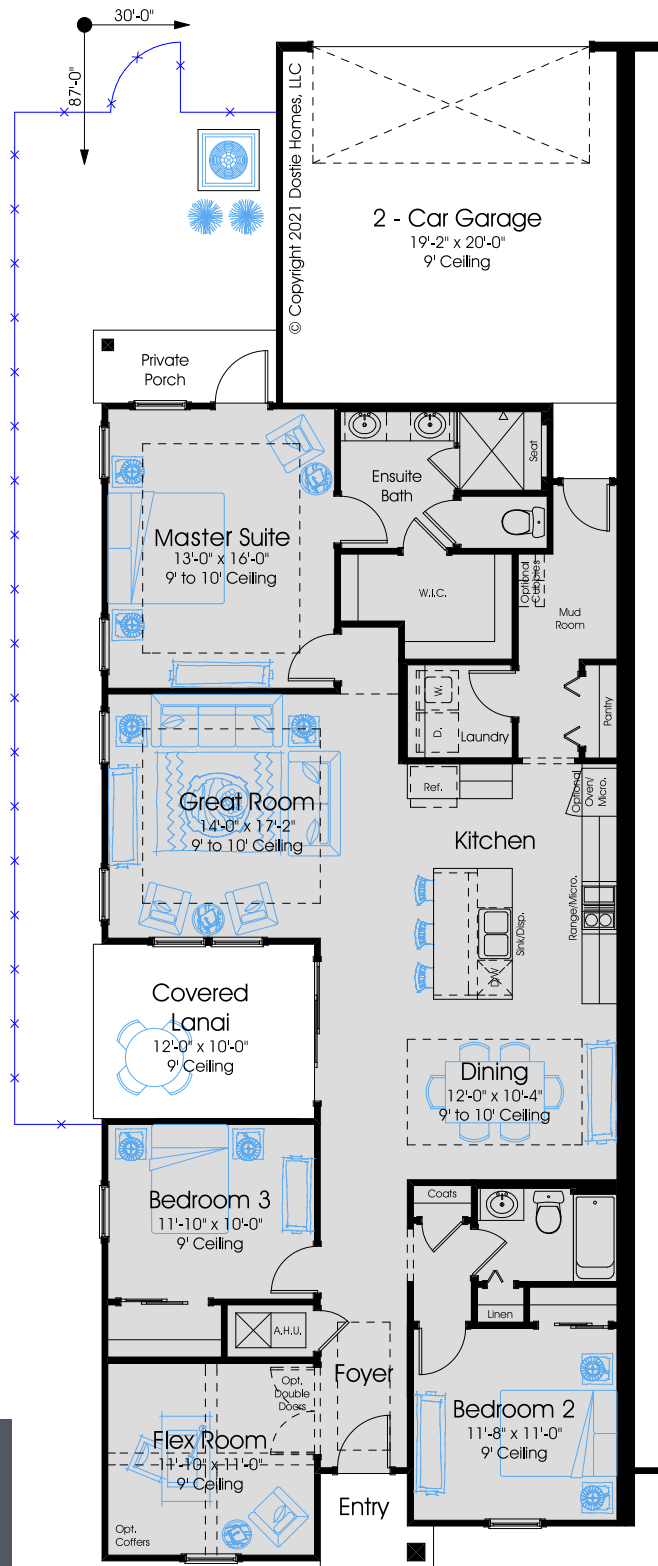 30'-0"
87'-0"
© Copyright 2021 Dostie Homes, LLC
2 - Car Garage
19'-2" x 20'-0"
9' Ceiling
Private
Porch
Ensuite
Bath
Seat
Master Suite
13'-0" x 16'-0"
9' to 10' Ceiling
W.I.C.
Optional
Cubbies
Mud
Room
W.
D.
Laundry
Pantry
Great Room
14'-0" x 17'-2"
9' to 10' Ceiling
Ref.
Optional
Oven/
Micro.
Kitchen
Range/Micro.
Sink/Disp.
D/W
Covered
Lanai
12'-0" x 10'-0"
9' Ceiling
Dining
12'-0" x 10'-4"
9' to 10' Ceiling
Bedroom 3
11'-10" x 10'-0"
9' Ceiling
Coats
Linen
A.H.U.
Foyer
Opt.
Double
Doors
Bedroom 2
11'-8" x 11'-0"
9' Ceiling
Flex Room
11'-10" x 11'-0"
9' Ceiling
Opt.
Coffers
Entry